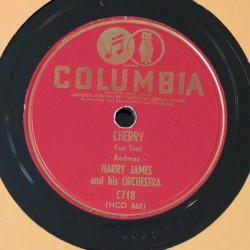 COLUMBIA
CHERRY
Fox Trot
Redman
HARRY JAMES
and his ORCHESTRA
C718
(HCO 862)